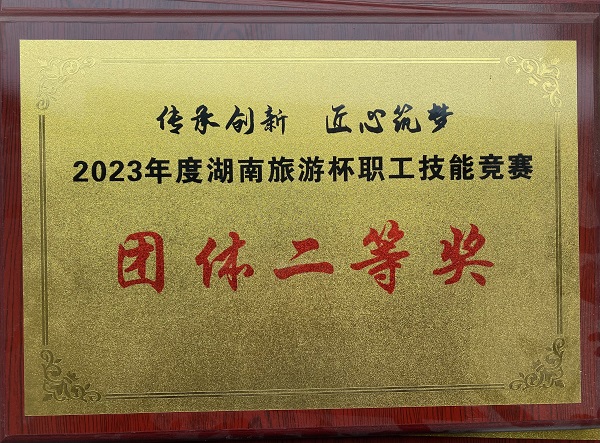 传承创新 匠心筑梦
2023年度湖南旅游杯职工技能竞赛
团体二等奖